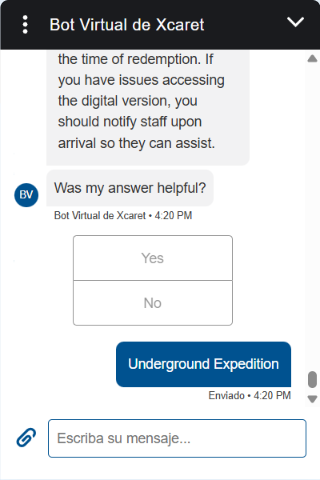 Bot Virtual de Xcaret
the time of redemption. If
you have issues accessing
the digital version, you
should notify staff upon
arrival so they can assist.
Was my answer helpful?
BV
Bot Virtual de Xcaret • 4:20 PM
Yes
No
Underground Expedition
Enviado • 4:20 PM
Escriba su mensaje...